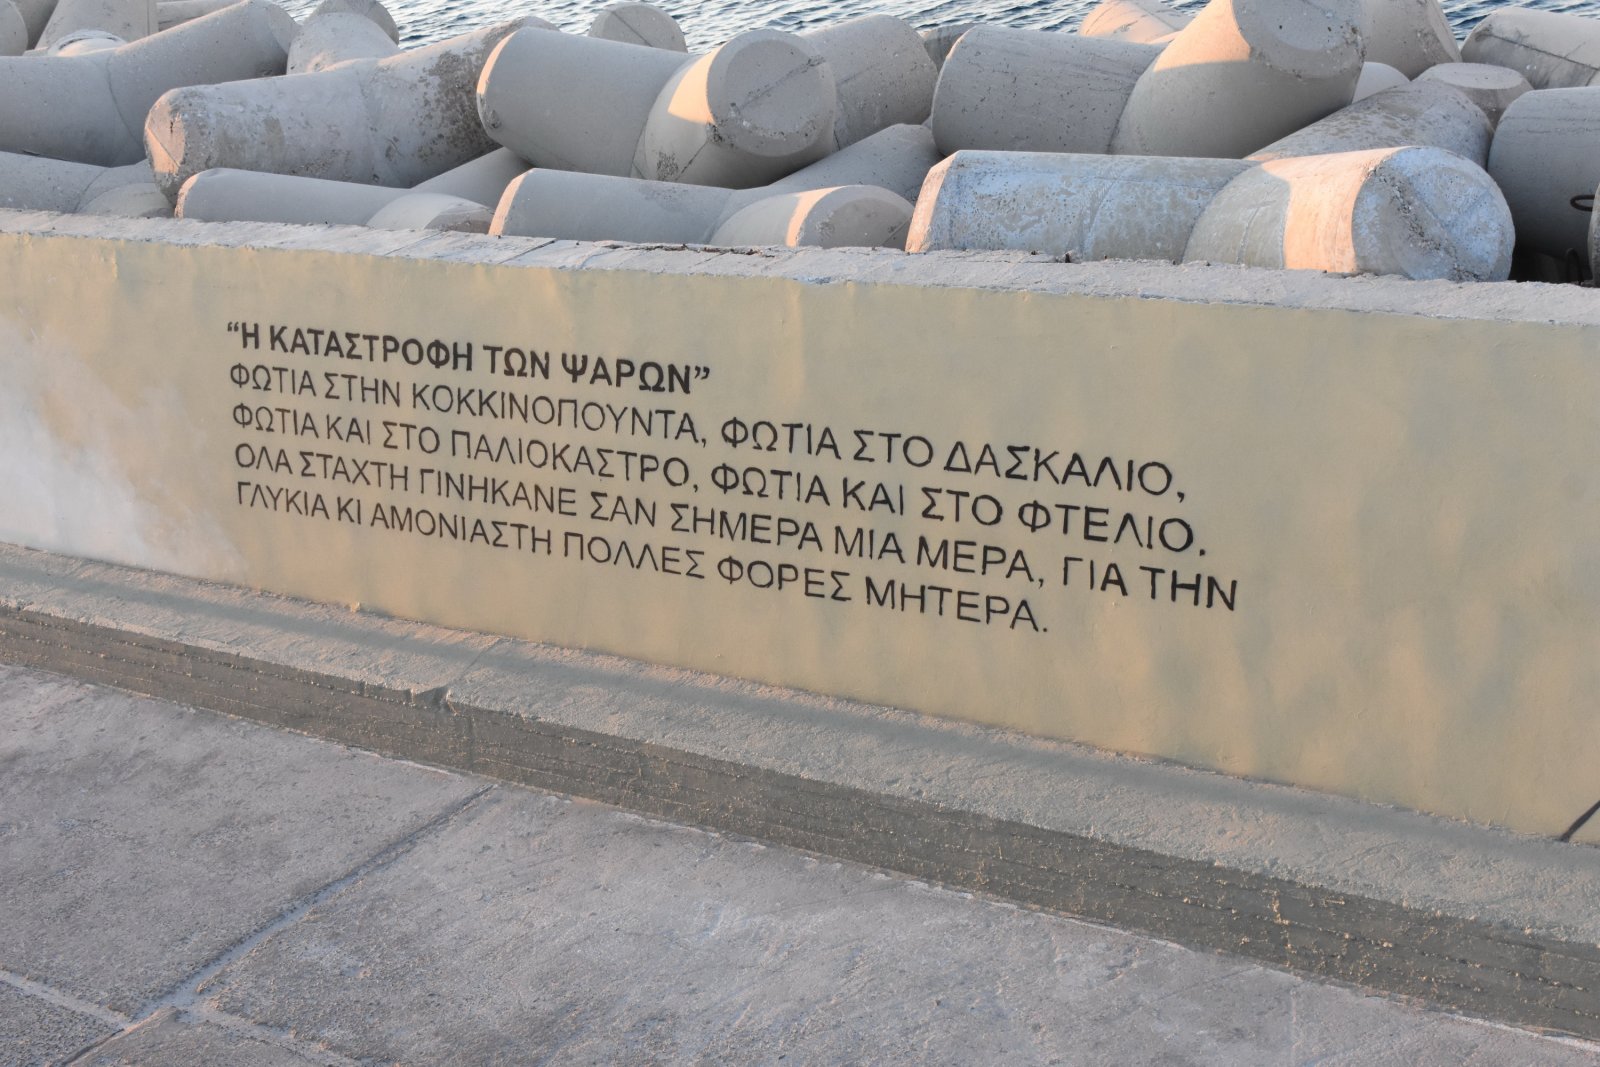 “Η ΚΑΤΑΣΤΡΟΦΗ ΤΩΝ ΨΑΡΩΝ”
ΦΩΤΙΑ ΣΤΗΝ ΚΟΚΚΙΝΟΠΟΥΝΤΑ, ΦΩΤΙΑ ΣΤΟ ΔΑΣΚΑΛΙΟ,
ΦΩΤΙΑ ΚΑΙ ΣΤΟ ΠΑΛΙΟΚΑΣΤΡΟ, ΦΩΤΙΑ ΚΑΙ ΣΤΟ ΦΤΕΛΙΟ.
ΟΛΑ ΣΤΑΧΤΗ ΓΙΝΗΚΑΝΕ ΣΑΝ ΣΗΜΕΡΑ ΜΙΑ ΜΕΡΑ, ΓΙΑ ΤΗΝ
ΓΛΥΚΙΑ ΚΙ ΑΜΟΝΙΑΣΤΗ ΠΟΛΛΕΣ ΦΟΡΕΣ ΜΗΤΕΡΑ.